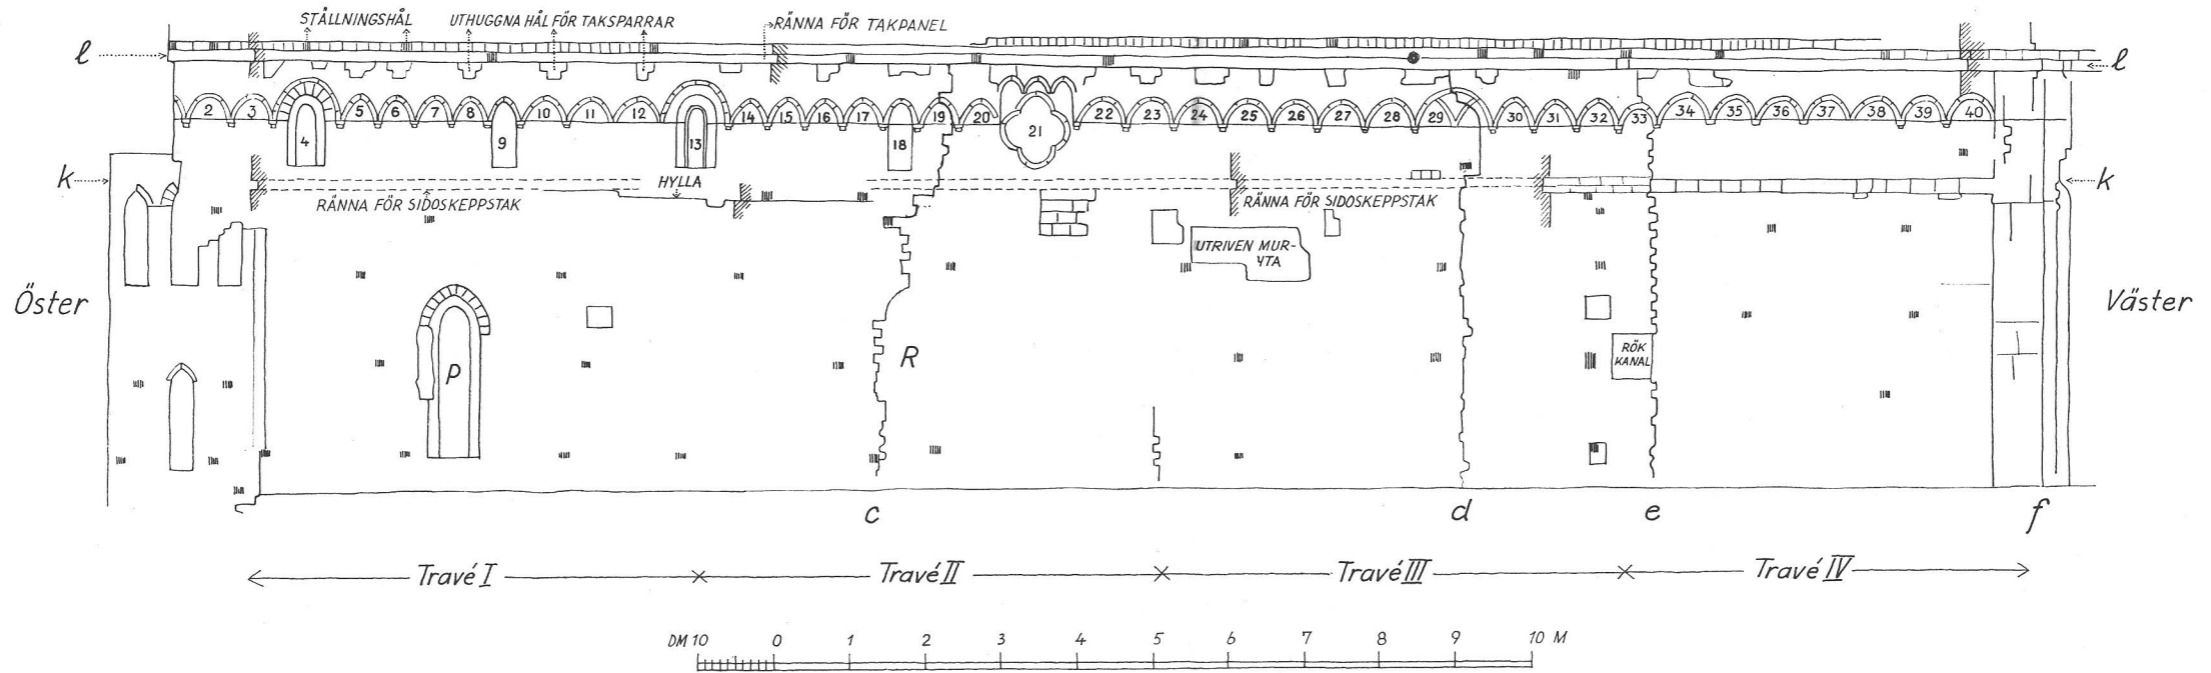 STÅLLNINGSHÅL UTHUGGNA HÅL FÖR TAKSPARRAR RÄNNA FÖR TAKPANEL
l l
2 3 4 5 6 7 8 9 10 11 12 13 14 15 16 17 18 19 20 21 22 23 24 25 26 27 28 29 30 31 32 33 34 35 36 37 38 39 40
k HYLLA k
RÄNNA FÖR SIDOSKEPPSTAK RÄNNA FÖR SIDOSKEPPSTAK
UTRIVEN MUR-
YTA
Öster Väster
RÖK
KANAL
P R
c d e f
Travé I Travé II Travé III Travé IV
DM 10 0 1 2 3 4 5 6 7 8 9 10 M